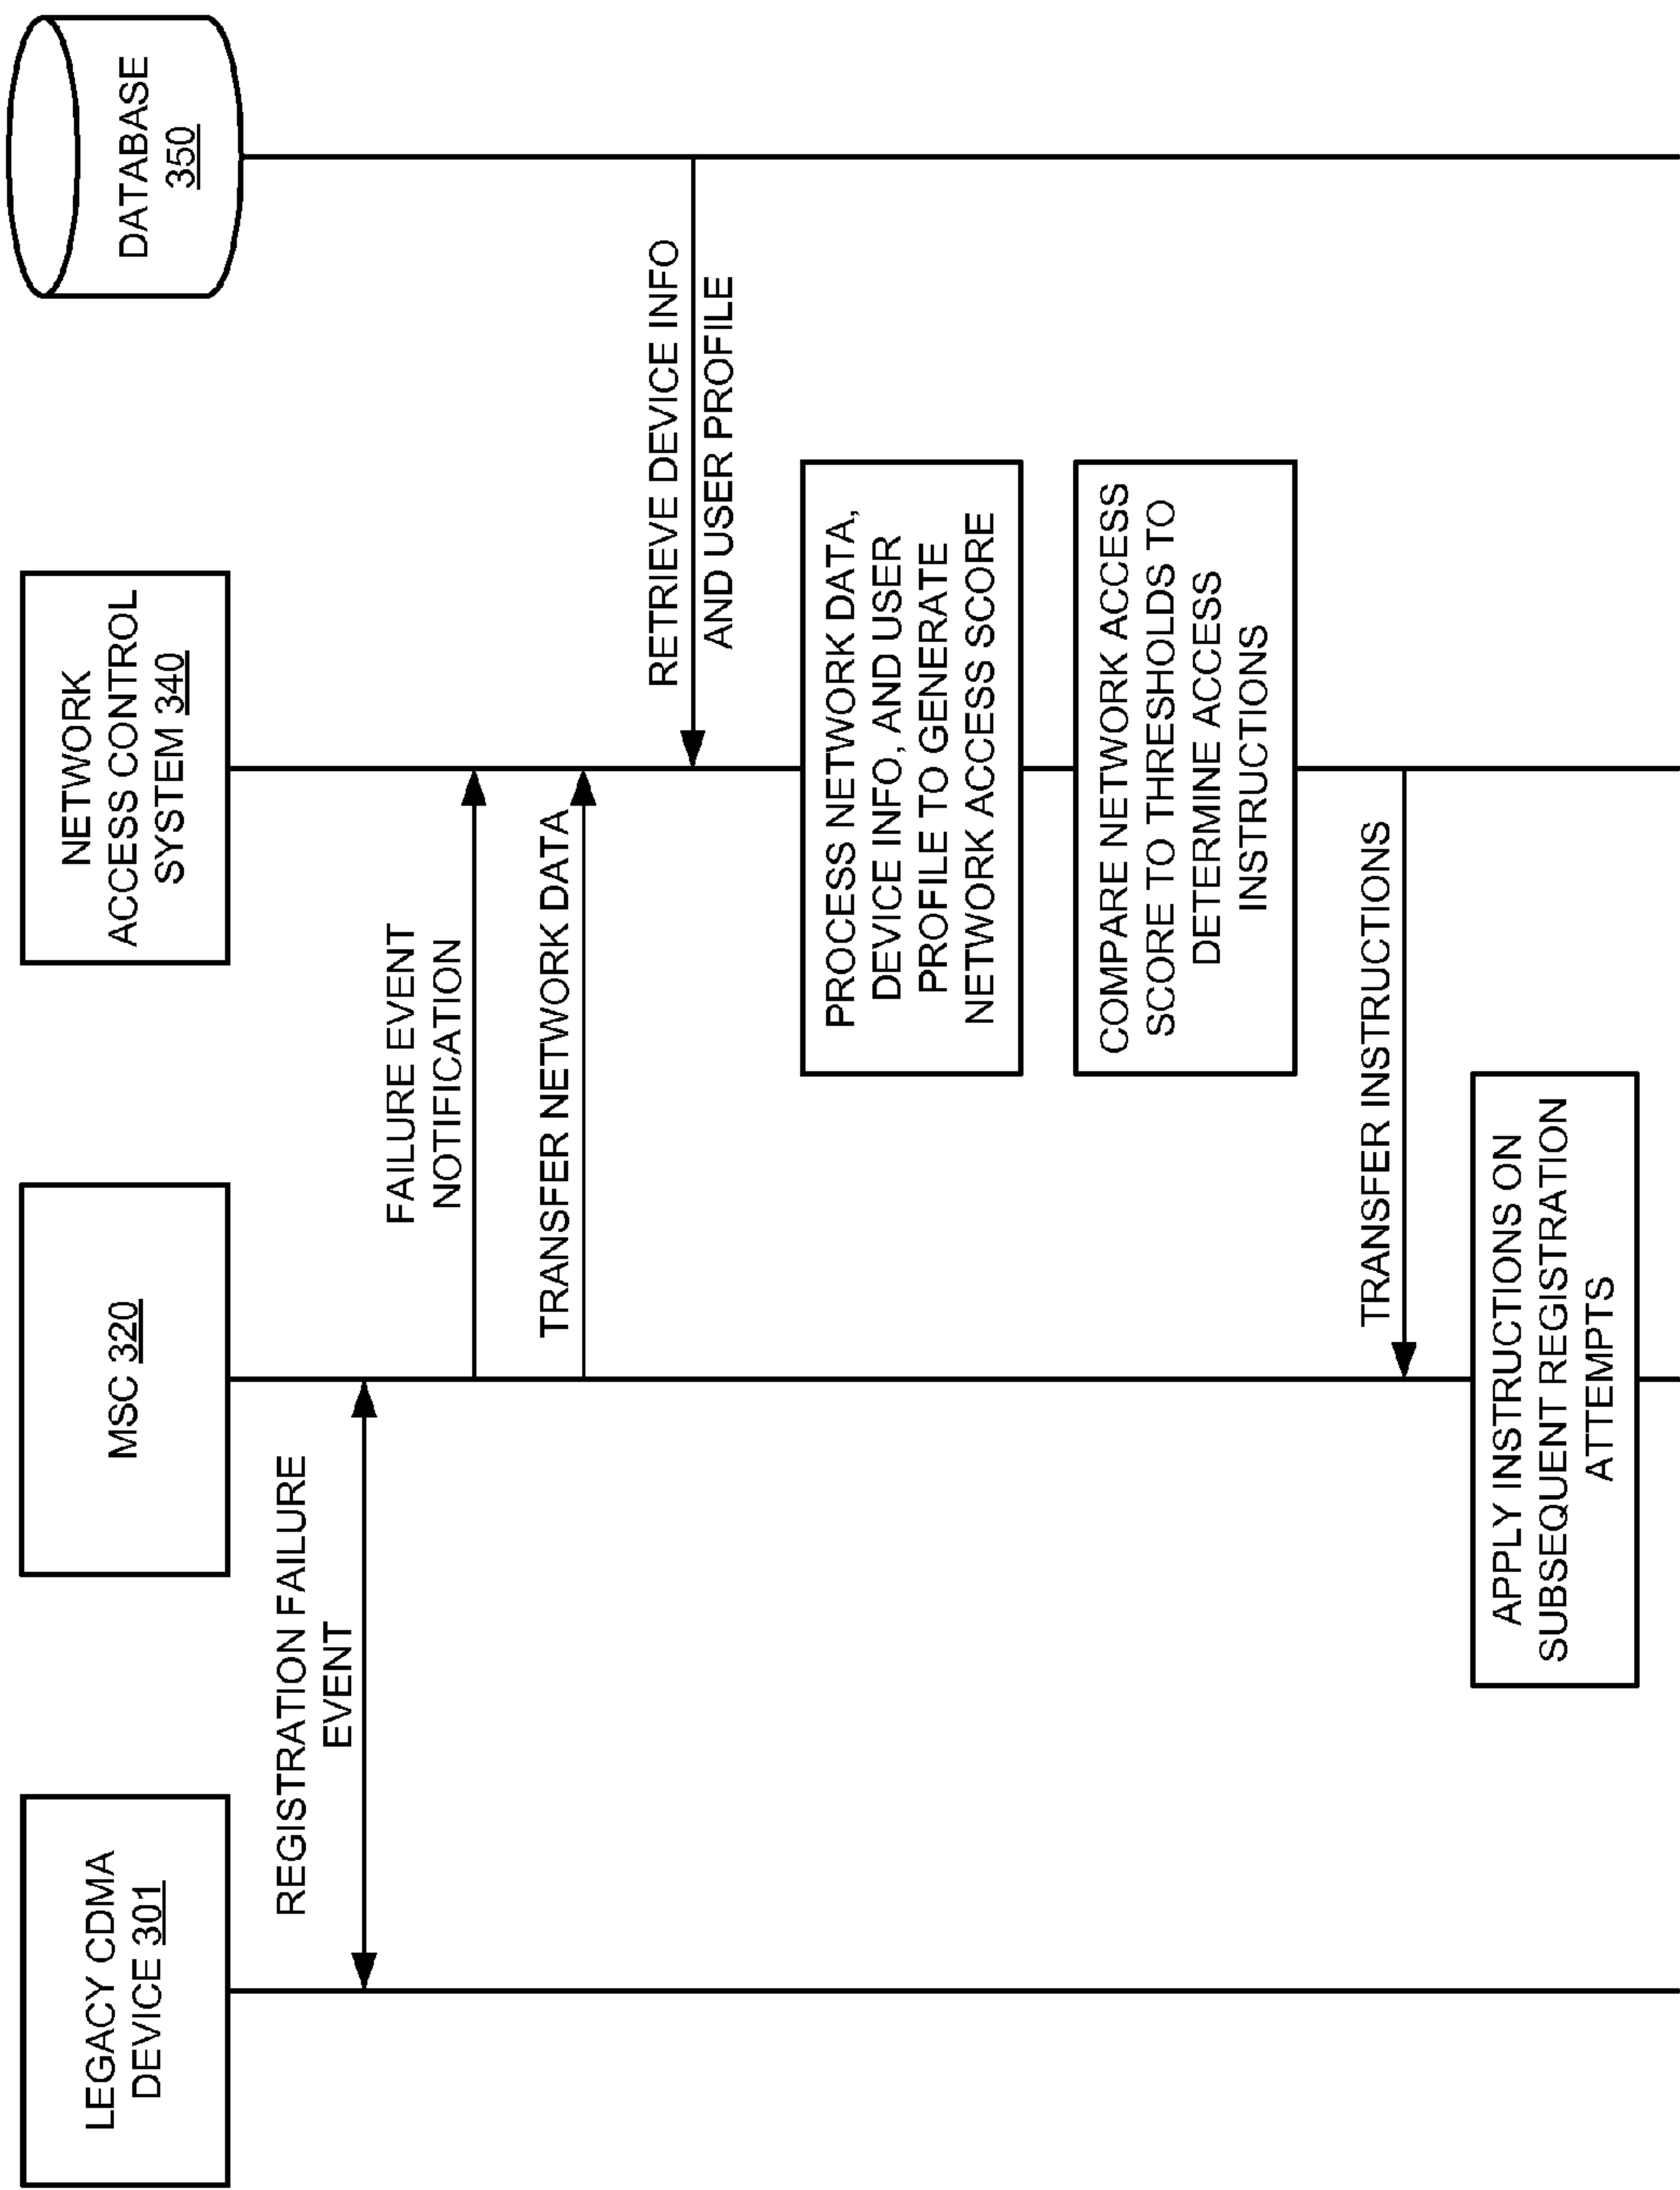 LEGACY CDMA
DEVICE 301
MSC 320
NETWORK
ACCESS CONTROL
SYSTEM 340
DATABASE
350
REGISTRATION FAILURE
EVENT
FAILURE EVENT
NOTIFICATION
TRANSFER NETWORK DATA
RETRIEVE DEVICE INFO
AND USER PROFILE
PROCESS NETWORK DATA,
DEVICE INFO, AND USER
PROFILE TO GENERATE
NETWORK ACCESS SCORE
COMPARE NETWORK ACCESS
SCORE TO THRESHOLDS TO
DETERMINE ACCESS
INSTRUCTIONS
TRANSFER INSTRUCTIONS
APPLY INSTRUCTIONS ON
SUBSEQUENT REGISTRATION
ATTEMPTS